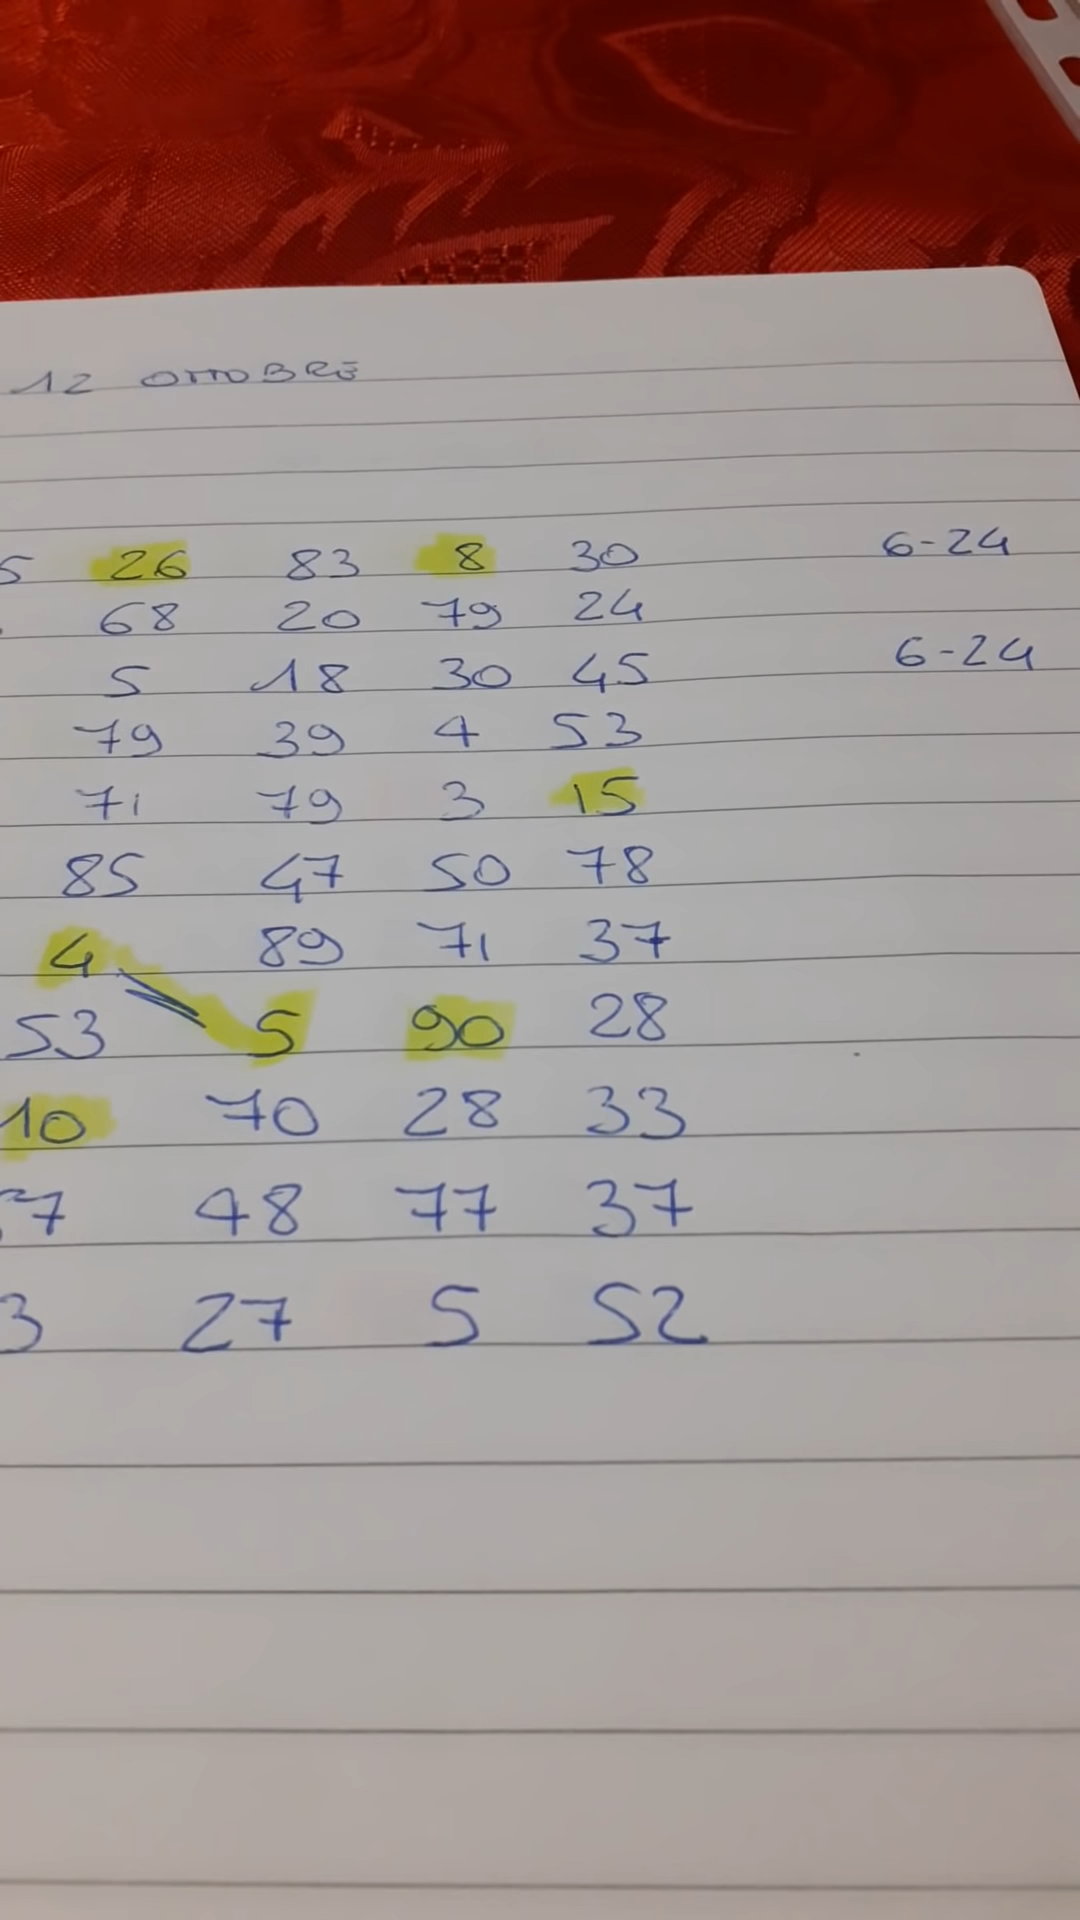 12 OTTOBRE
5 26 83 8 30 6-24
68 20 79 24
5 18 30 45 6-24
79 39 4 53
71 79 3 15
85 47 50 78
4 89 71 37
53 5 90 28
10 70 28 33
7 48 77 37
3 27 5 52